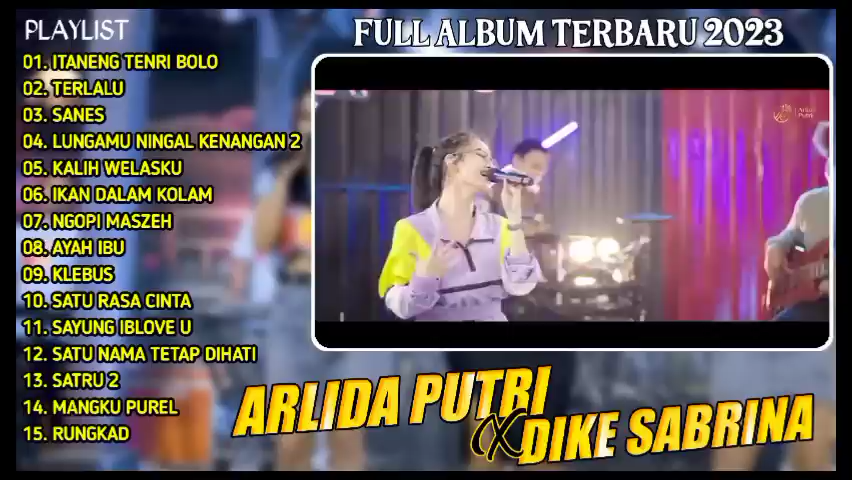 PLAYLIST
FULL ALBUM TERBARU 2023
01. ITANENG TENRI BOLO
02. TERLALU
03. SANES
04. LUNGAMU NINGAL KENANGAN 2
05. KALIH WELASKU
06. IKAN DALAM KOLAM
07. NGOPI MASZEH
08. AYAH IBU
09. KLEBUS
10. SATU RASA CINTA
11. SAYUNG IBLOVE U
12. SATU NAMA TETAP DIHATI
13. SATRU 2
14. MANGKU PUREL
15. RUNGKAD
Arlida
Putri
ARLIDA PUTRI
X DIKE SABRINA